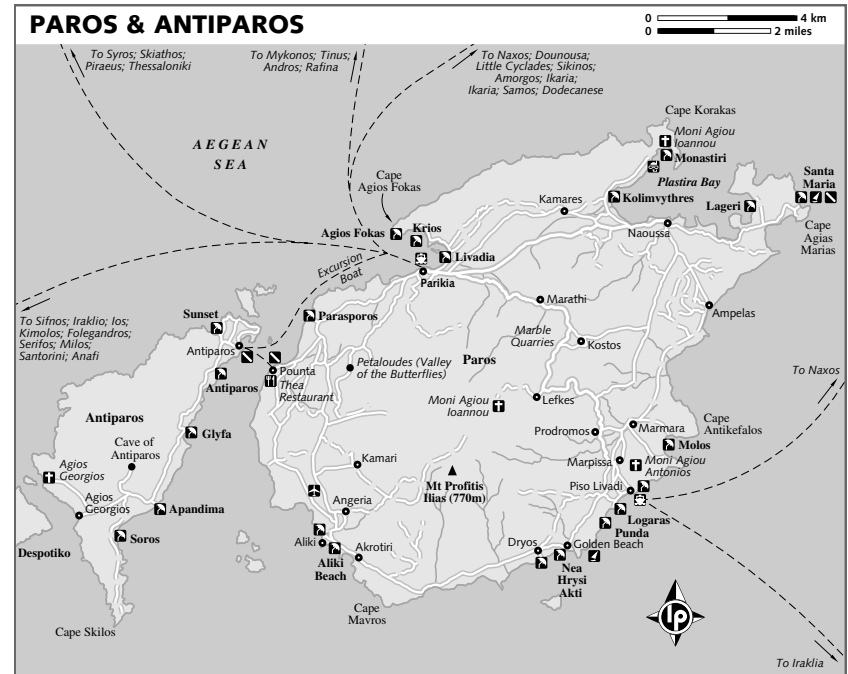 PAROS & ANTIPAROS
0 4 km
0 2 miles
To Syros; Skiathos;
Piraeus; Thessaloniki
To Mykonos; Tinus;
Andros; Rafina
To Naxos; Dounousa;
Little Cyclades; Sikinos;
Amorgos; Ikaria;
Ikaria; Samos; Dodecanese
Cape Korakas
Moni Agiou
Ioannou
Monastiri
AEGEAN
SEA
Plastira Bay
Santa
Maria
Cape
Agios Fokas
Kamares
Kolimvythres
Lageri
Agios Fokas
Krios
Naoussa
Cape
Agias
Marias
Livadia
Excursion
Boat
Parikia
Marathi
Ampelas
To Sifnos; Iraklio; Ios;
Kimolos; Folegandros;
Serifos; Milos;
Santorini; Anafi
Sunset
Parasporos
Marble
Quarries
Kostos
Antiparos
Petaloudes (Valley
of the Butterflies)
Paros
To Naxos
Pounta
Thea
Restaurant
Antiparos
Moni Agiou
Ioannou
Lefkes
Antiparos
Glyfa
Prodromos
Marmara
Cape
Antikefalos
Molos
Cave of
Antiparos
Kamari
Marpissa
Moni Agiou
Antonios
Agios
Georgios
Mt Profitis
Ilias (770m)
Piso Livadi
Agios
Georgios
Apandima
Angeria
Logaras
Punda
Despotiko
Soros
Aliki
Aliki
Beach
Akrotiri
Dryos
Golden Beach
Nea
Hrysi
Akti
Cape
Mavros
Cape Skilos
lp
To Iraklia